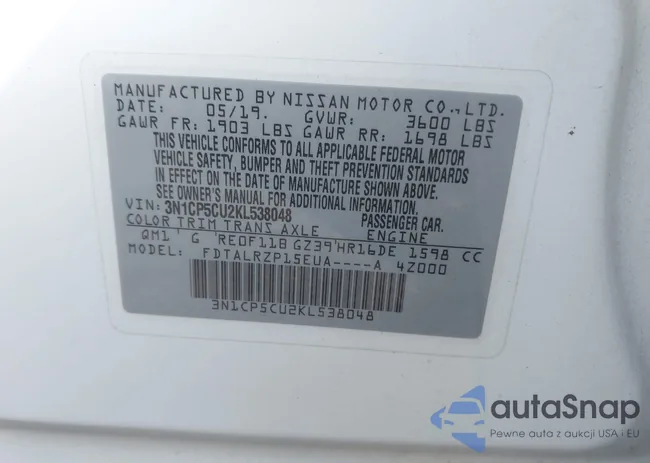 MANUFACTURED BY NISSAN MOTOR CO.,LTD.
DATE: 05/19. GVWR: 3600 LBS
GAWR FR: 1903 LBS GAWR RR: 1698 LBS
THIS VEHICLE CONFORMS TO ALL APPLICABLE FEDERAL MOTOR
VEHICLE SAFETY, BUMPER AND THEFT PREVENTION STANDARDS
IN EFFECT ON THE DATE OF MANUFACTURE SHOWN ABOVE.
SEE OWNER'S MANUAL FOR ADDITIONAL INFORMATION
VIN: 3N1CP5CU2KL538048 PASSENGER CAR.
COLOR TRIM TRANS AXLE ENGINE
QM1 ' G ' RE0F11B GZ39'HR16DE 1598 CC
MODEL: FDTALRZP15EUA----A 4Z000
3N1CP5CU2KL538048
autaSnap
Pewne auta z aukcji USA i EU